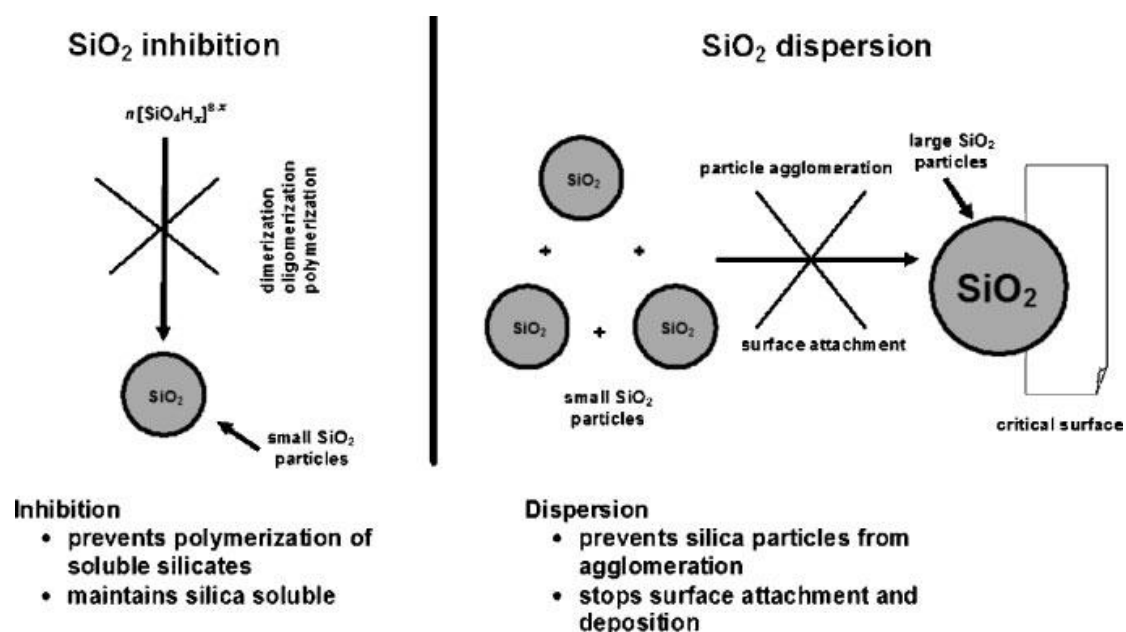 SiO₂ inhibition
n[SiO₄Hₓ]⁸⁻ˣ
dimerization
oligomerization
polymerization
SiO₂
small SiO₂
particles
Inhibition
• prevents polymerization of
soluble silicates
• maintains silica soluble
SiO₂ dispersion
SiO₂
+
+
SiO₂
+
SiO₂
small SiO₂
particles
particle agglomeration
surface attachment
large SiO₂
particles
SiO₂
critical surface
Dispersion
• prevents silica particles from
agglomeration
• stops surface attachment and
deposition